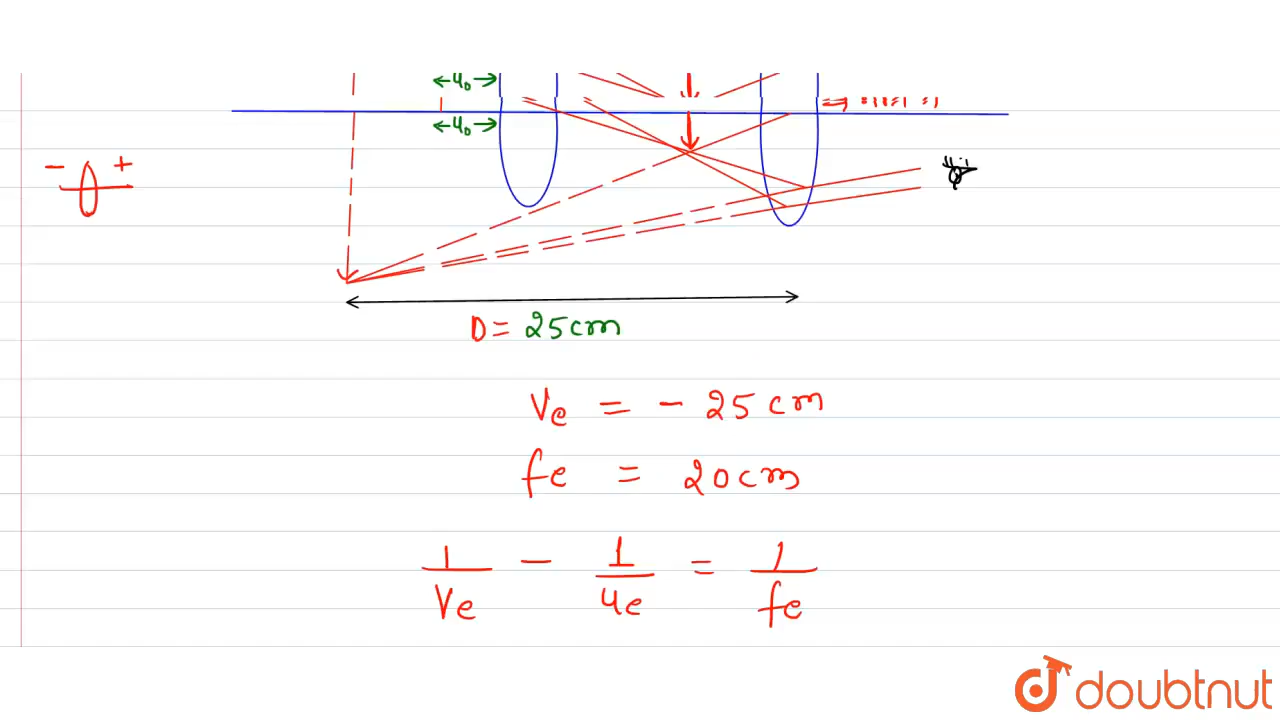 ←u₀→
←u₀→
- +
D = 25cm
Ve = - 25 cm
fe = 20cm
1/Ve - 1/ue = 1/fe
doubtnut